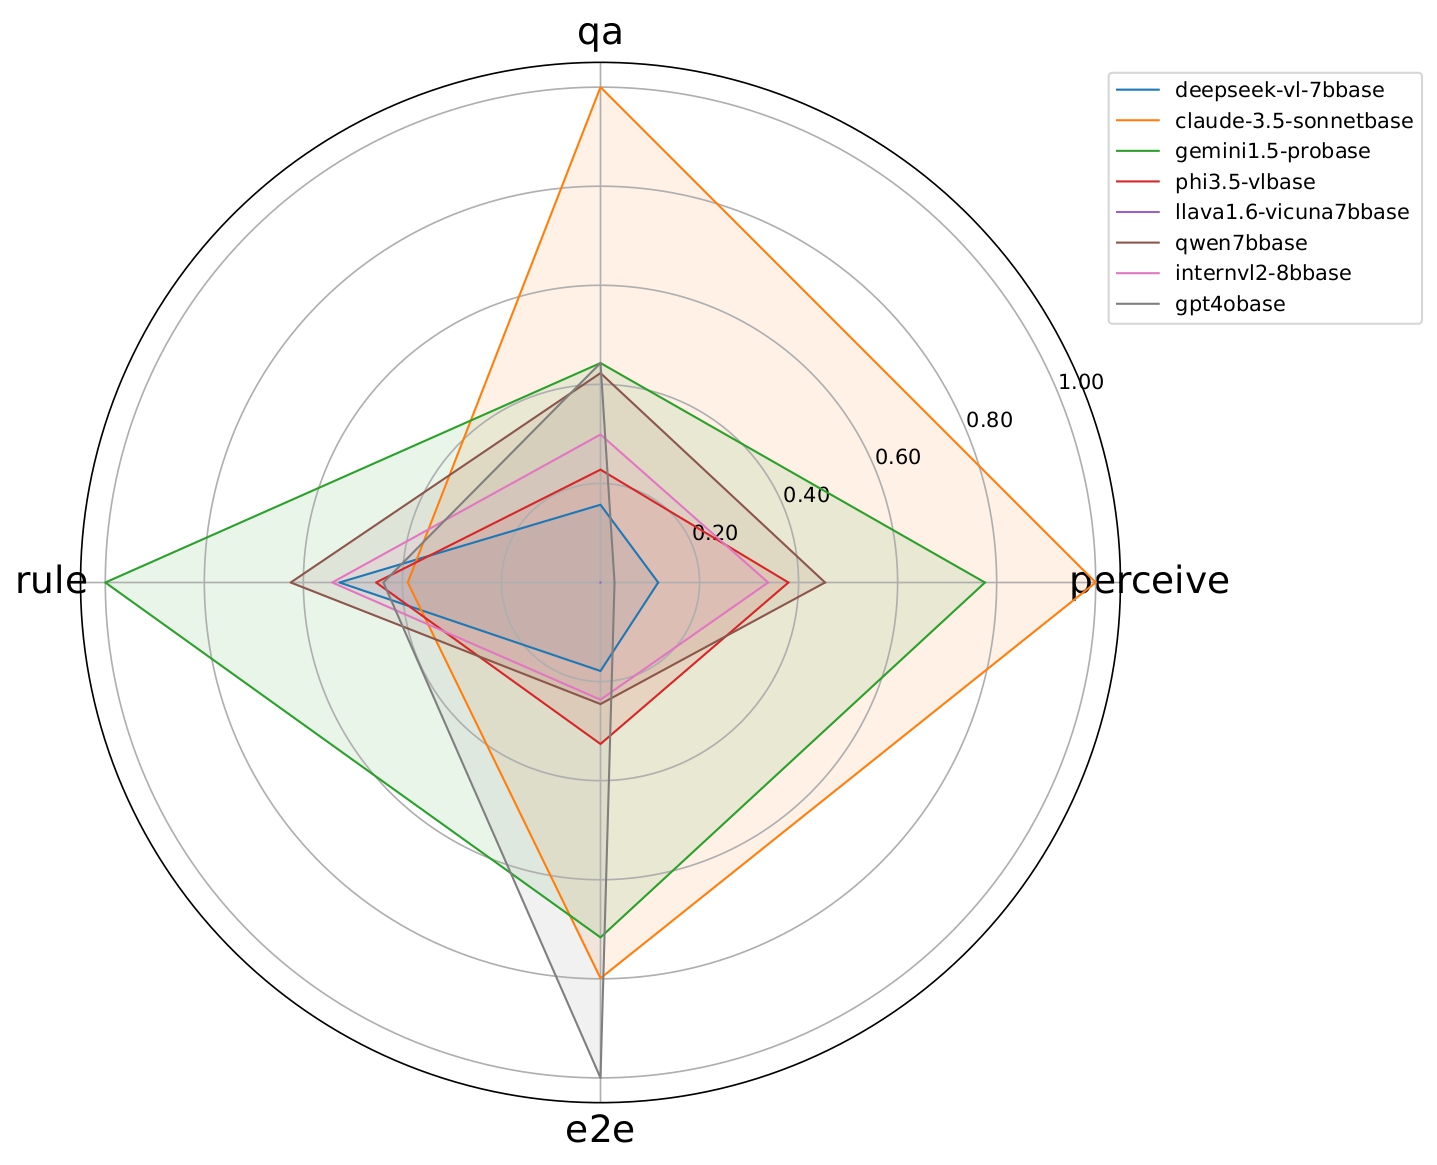 qa
deepseek-vl-7bbase
claude-3.5-sonnetbase
gemini1.5-probase
phi3.5-vlbase
llava1.6-vicuna7bbase
qwen7bbase
internvl2-8bbase
gpt4obase
1.00
0.80
0.60
0.40
0.20
rule
perceive
e2e